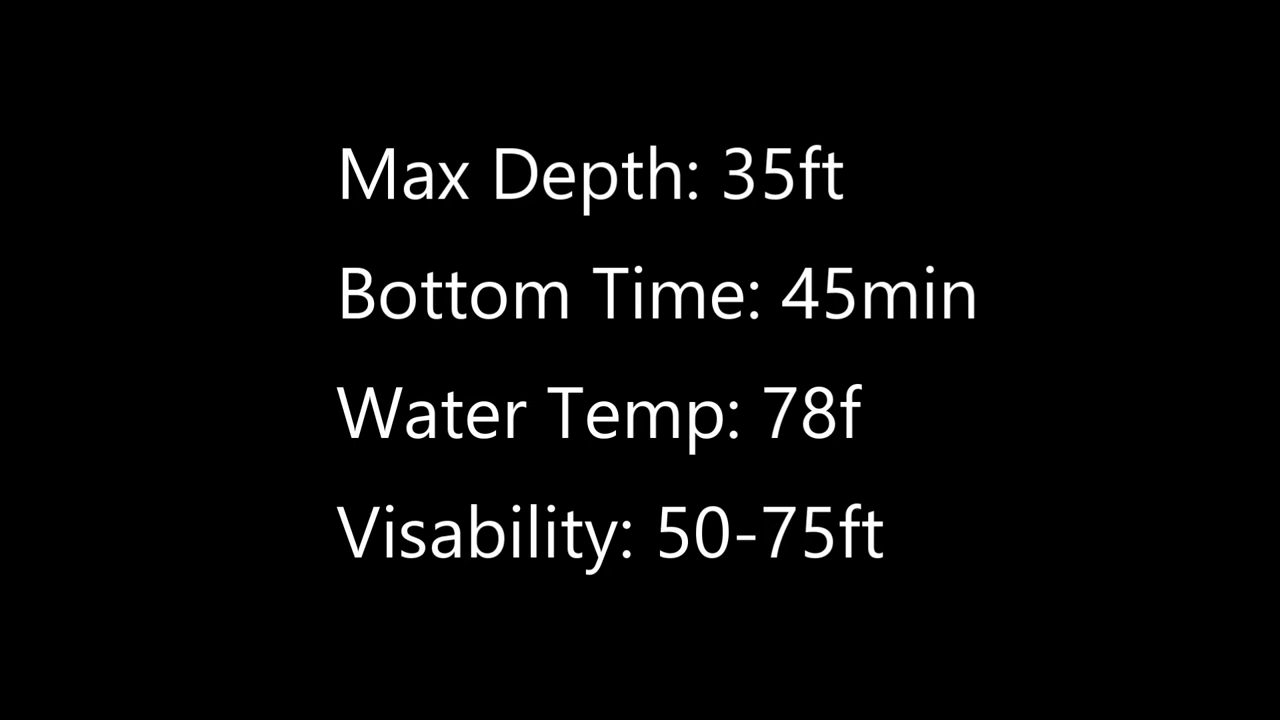 Max Depth: 35ft
Bottom Time: 45min
Water Temp: 78f
Visability: 50-75ft